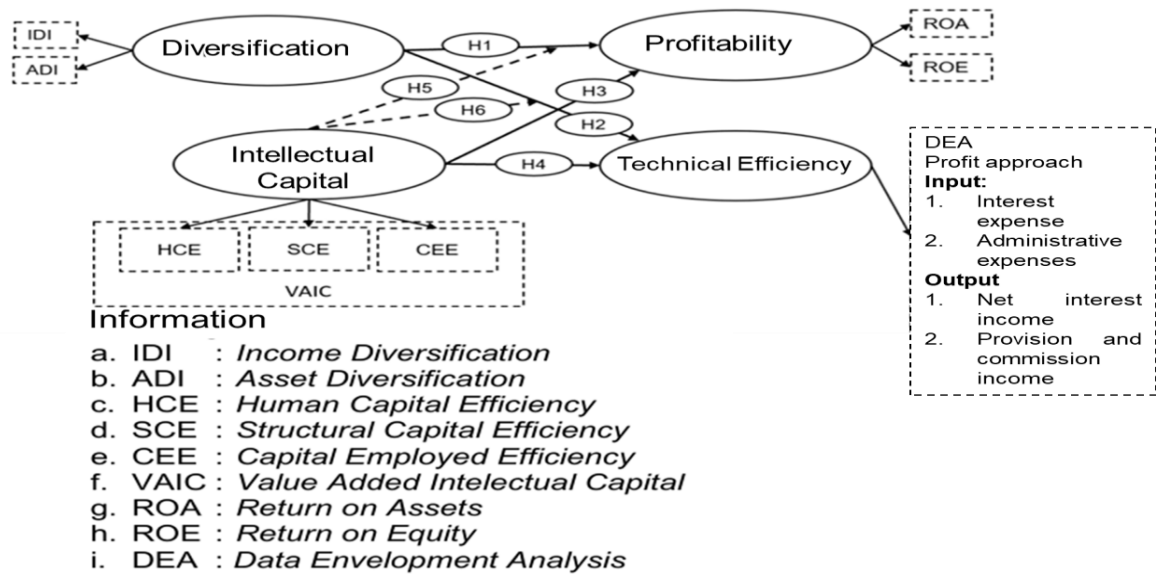 IDI
ADI
Diversification
H1
Profitability
ROA
ROE
H5
H3
H6
H2
Intellectual
Capital
H4
Technical Efficiency
HCE
SCE
CEE
VAIC
DEA
Profit approach
Input:
1. Interest
expense
2. Administrative
expenses
Output
1. Net interest
income
2. Provision and
commission
income
Information
a. IDI : Income Diversification
b. ADI : Asset Diversification
c. HCE : Human Capital Efficiency
d. SCE : Structural Capital Efficiency
e. CEE : Capital Employed Efficiency
f. VAIC : Value Added Intelectual Capital
g. ROA : Return on Assets
h. ROE : Return on Equity
i. DEA : Data Envelopment Analysis